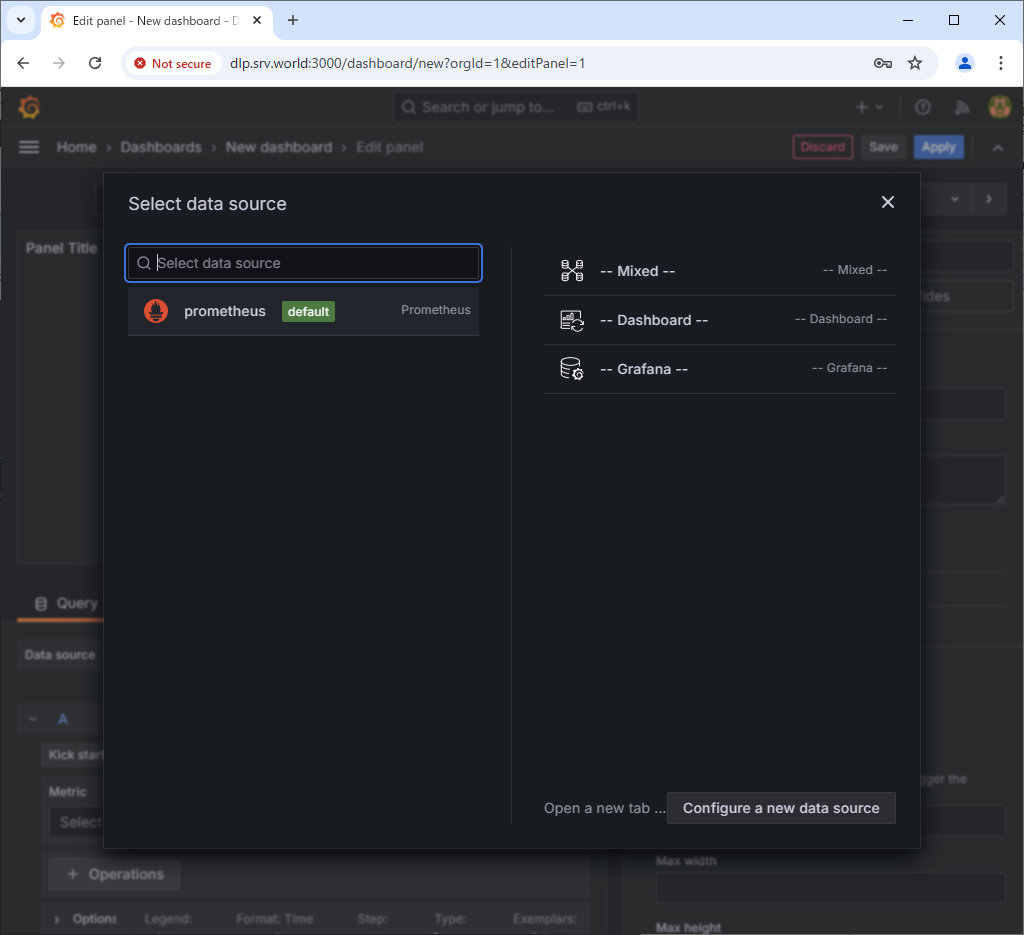 Edit panel - New dashboard - D
Not secure
dlp.srv.world:3000/dashboard/new?orgId=1&editPanel=1
Search or jump to...
ctrl+k
Home › Dashboards › New dashboard › Edit panel
Discard
Save
Apply
Select data source
Panel Title
Select data source
prometheus
default
Prometheus
-- Mixed --
-- Mixed --
-- Dashboard --
-- Dashboard --
-- Grafana --
-- Grafana --
Query
Data source
A
Kick start
Metric
Select
Open a new tab ...
Configure a new data source
Operations
Max width
Options
Legend:
Format: Time
Step:
Type:
Exemplars:
Max height